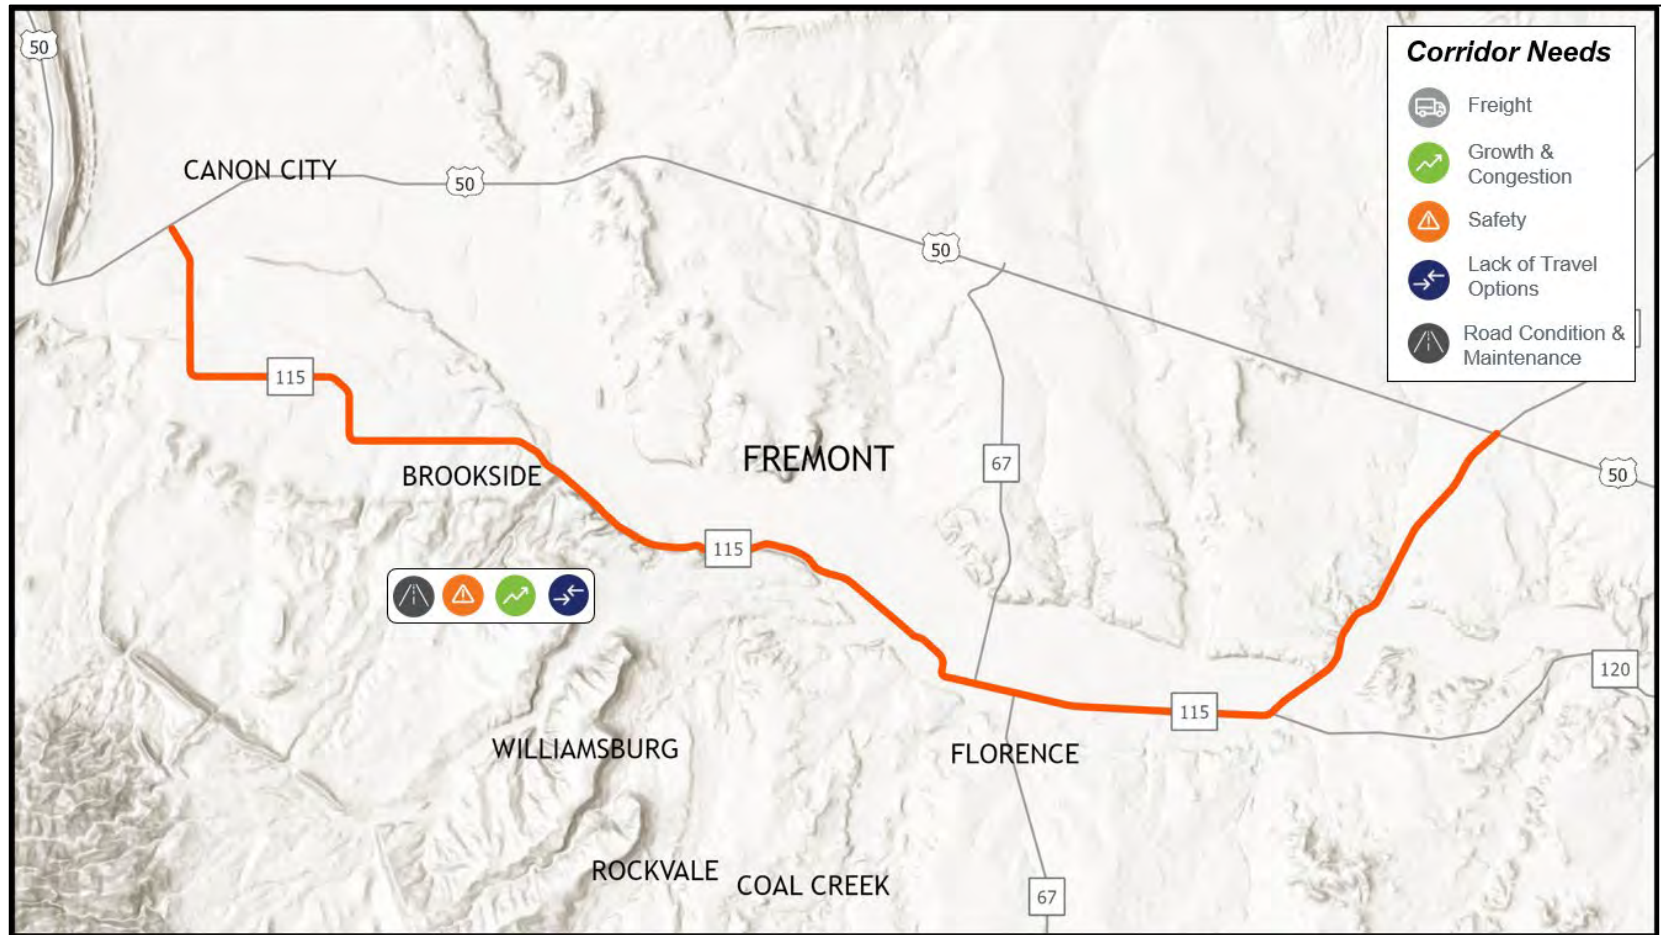 50
Corridor Needs
Freight
Growth &
Congestion
Safety
Lack of Travel
Options
Road Condition &
Maintenance
CANON CITY
50
50
115
BROOKSIDE
FREMONT
67
50
115
120
115
WILLIAMSBURG
FLORENCE
ROCKVALE
COAL CREEK
67